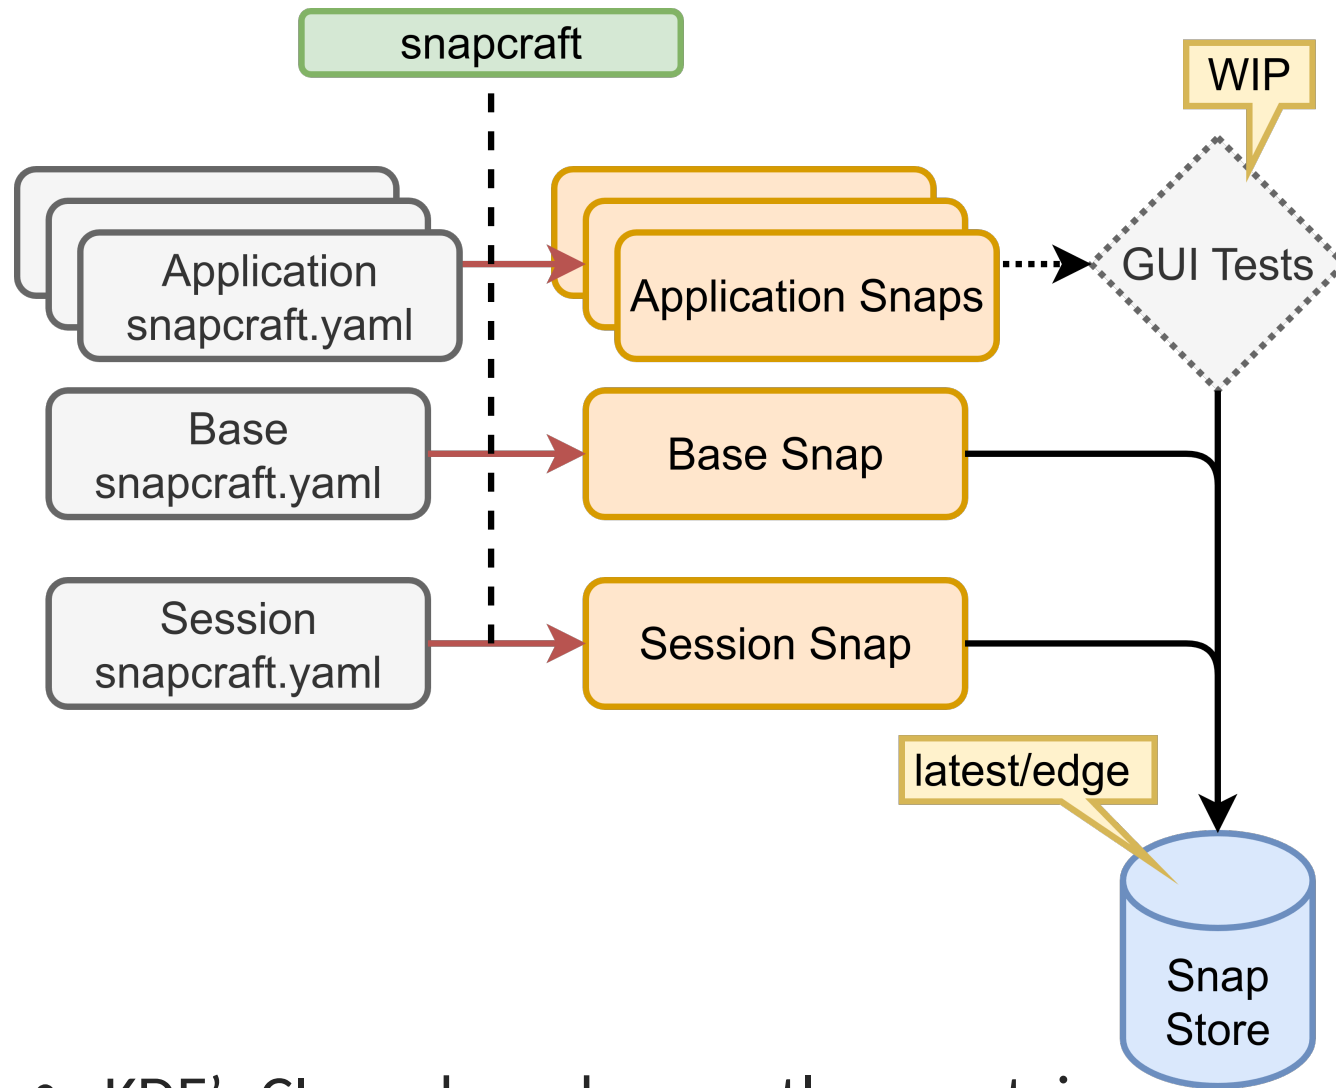 snapcraft
WIP
Application
snapcraft.yaml
Application Snaps
GUI Tests
Base
snapcraft.yaml
Base Snap
Session
snapcraft.yaml
Session Snap
latest/edge
Snap
Store